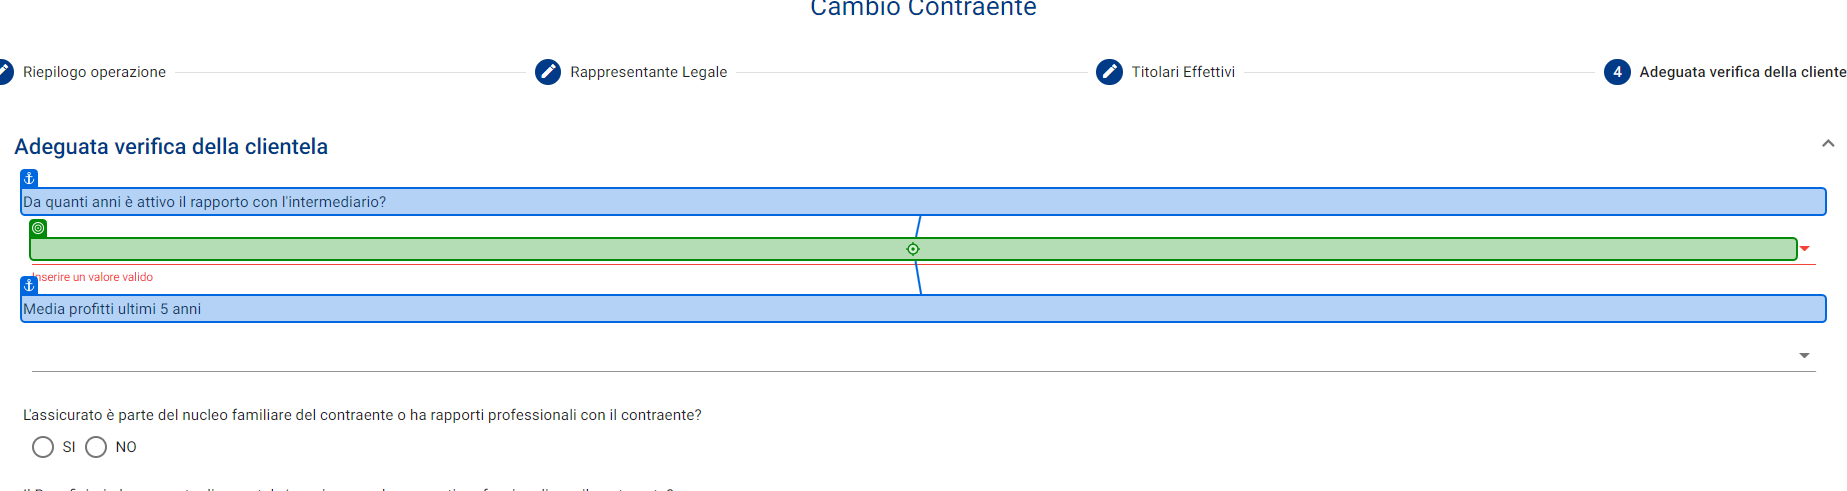 Cambio Contraente
Riepilogo operazione
Rappresentante Legale
Titolari Effettivi
4 Adeguata verifica della cliente
Adeguata verifica della clientela
Da quanti anni è attivo il rapporto con l'intermediario?
Inserire un valore valido
Media profitti ultimi 5 anni
L'assicurato è parte del nucleo familiare del contraente o ha rapporti professionali con il contraente?
SI NO